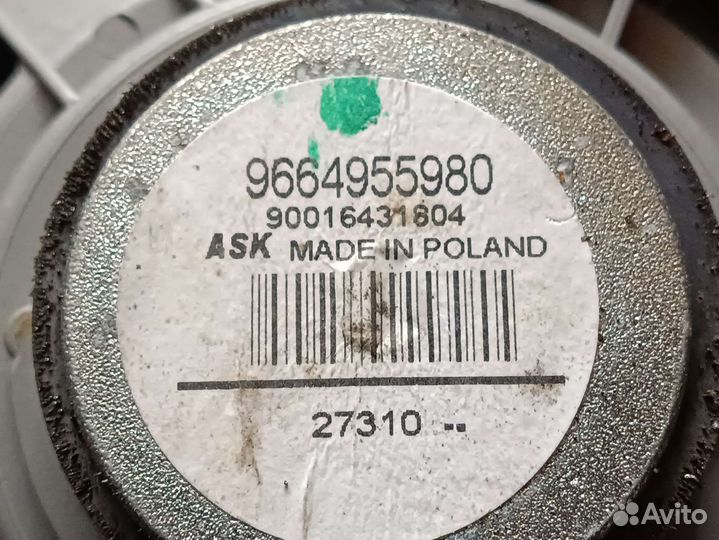 9664955980
90016431804
ASK MADE IN POLAND
27310 --
Avito